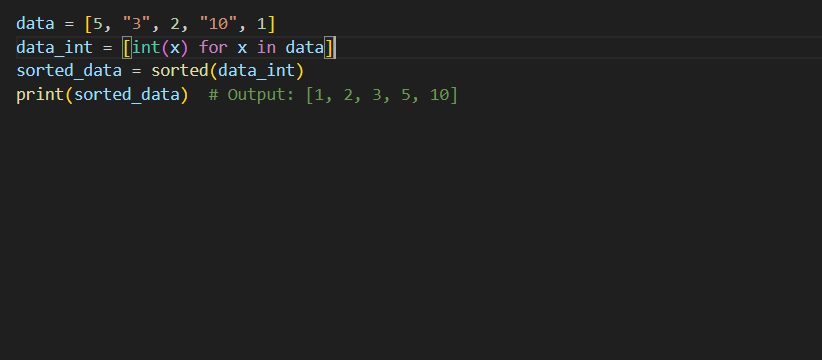 data = [5, "3", 2, "10", 1]
data_int = [int(x) for x in data]
sorted_data = sorted(data_int)
print(sorted_data)  # Output: [1, 2, 3, 5, 10]